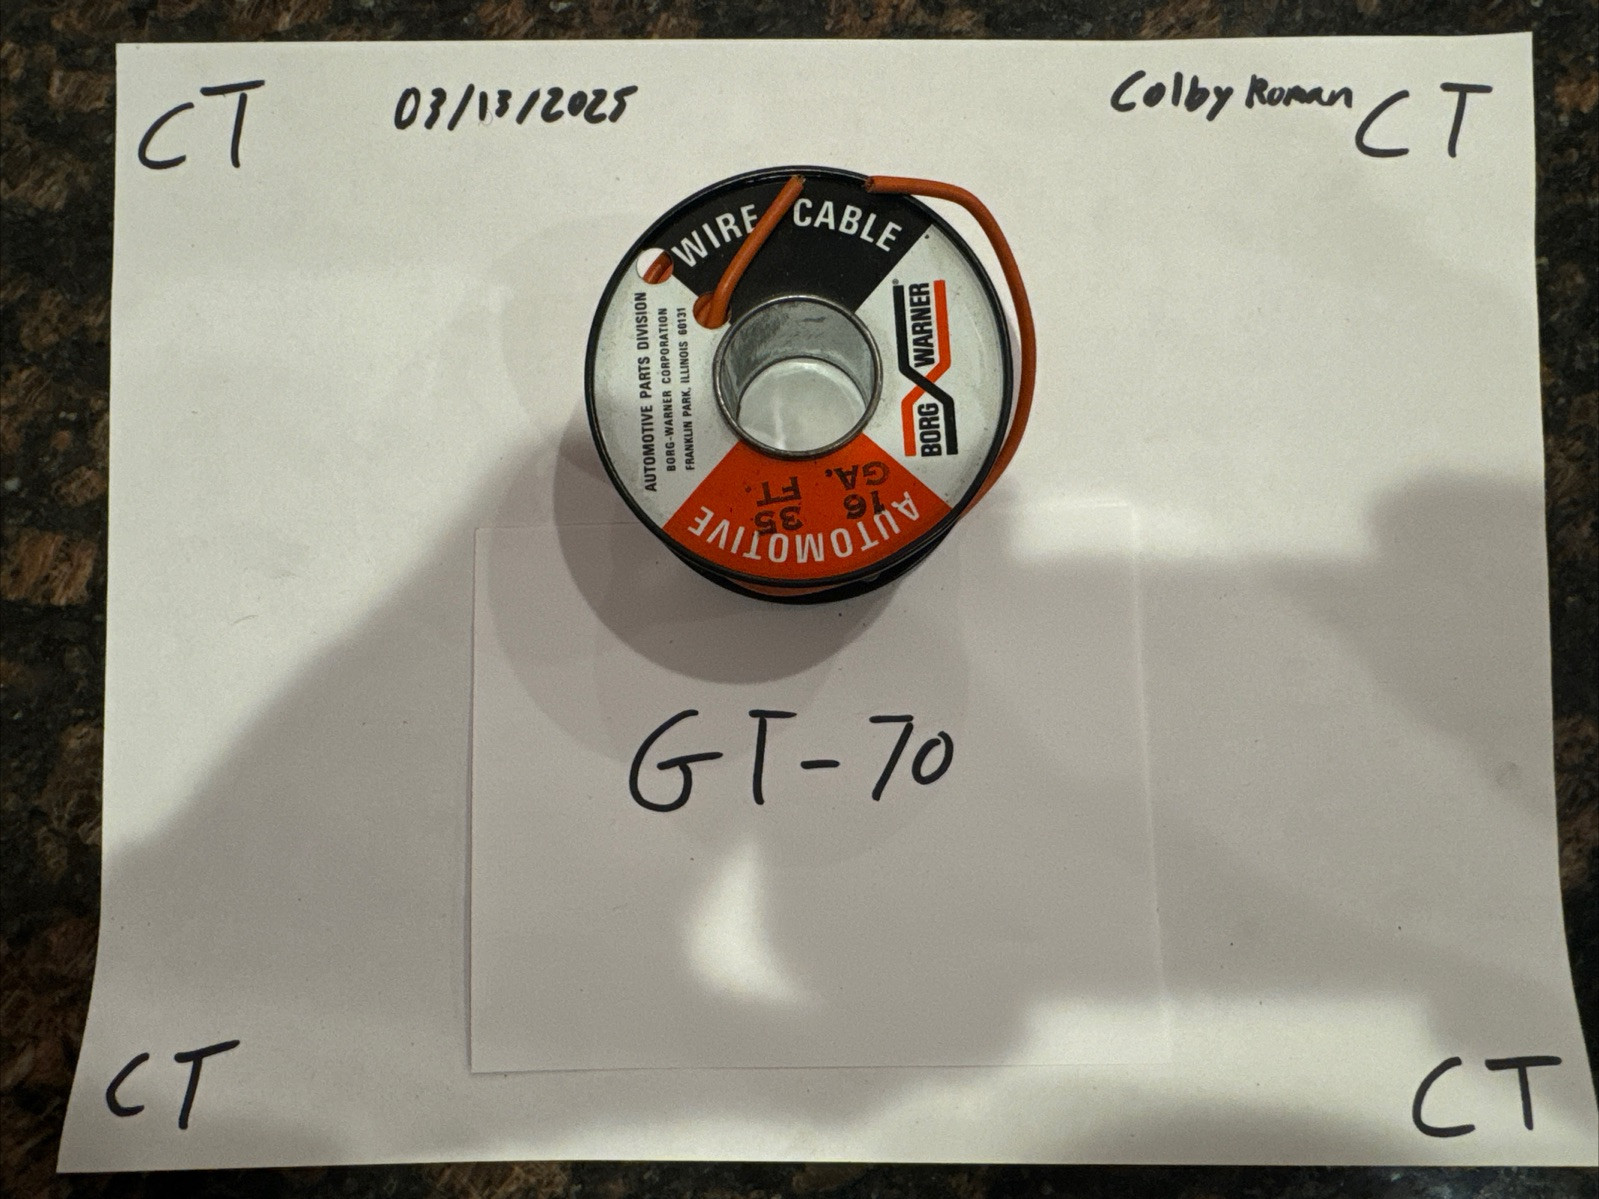 CT
03/13/2025
Colby Roman
CT
WIRE CABLE
AUTOMOTIVE PARTS DIVISION
BORG-WARNER CORPORATION
FRANKLIN PARK, ILLINOIS 60131
BORG WARNER®
16 GA.
35 FT.
AUTOMOTIVE
GT-70
CT
CT